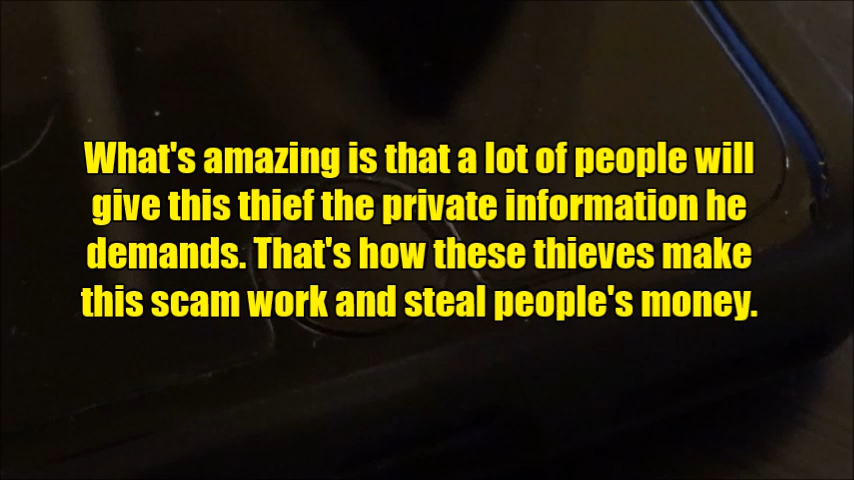 What's amazing is that a lot of people will
give this thief the private information he
demands. That's how these thieves make
this scam work and steal people's money.